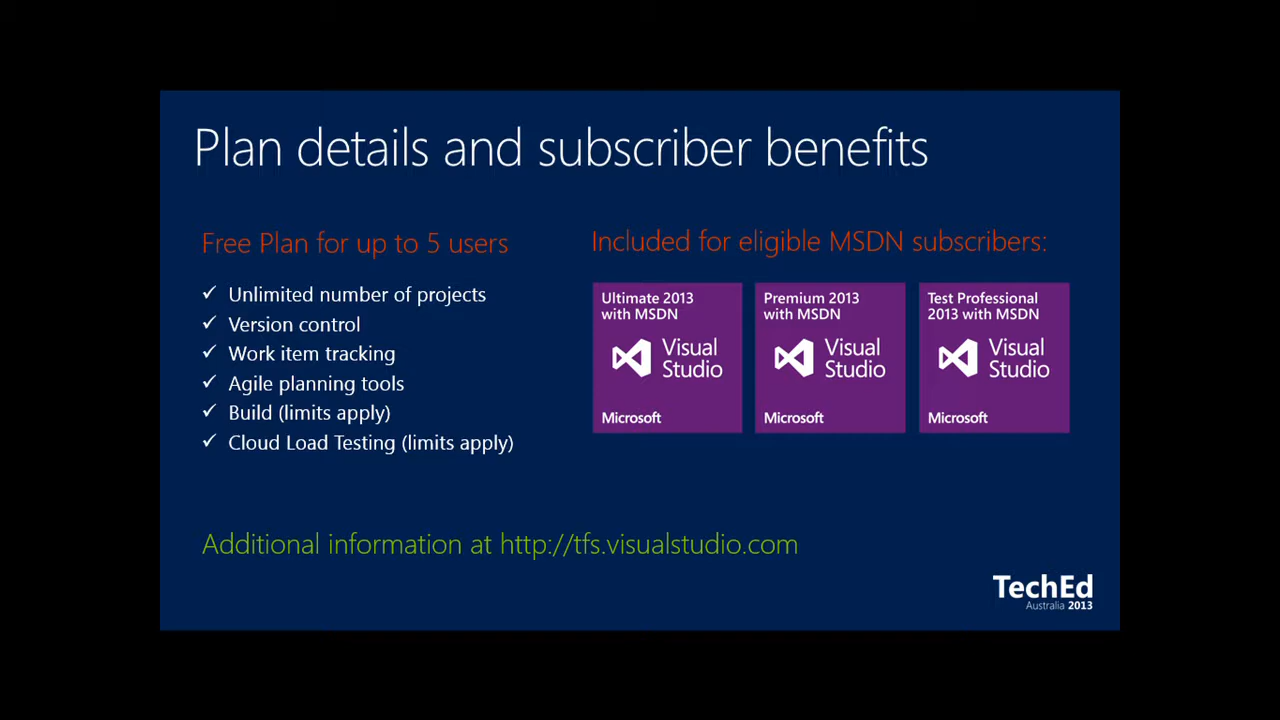 Plan details and subscriber benefits
Free Plan for up to 5 users
✓ Unlimited number of projects
✓ Version control
✓ Work item tracking
✓ Agile planning tools
✓ Build (limits apply)
✓ Cloud Load Testing (limits apply)
Included for eligible MSDN subscribers:
Ultimate 2013
with MSDN
Visual
Studio
Microsoft
Premium 2013
with MSDN
Visual
Studio
Microsoft
Test Professional
2013 with MSDN
Visual
Studio
Microsoft
Additional information at http://tfs.visualstudio.com
TechEd
Australia 2013